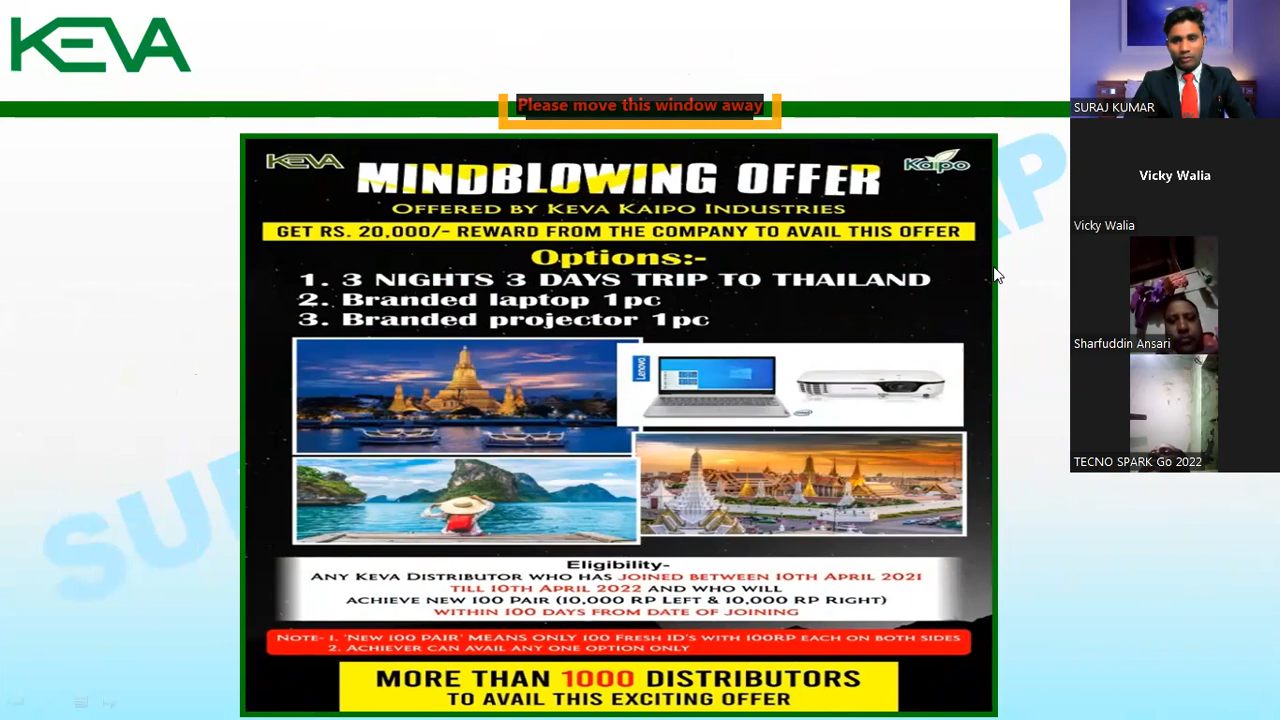 KEVA
Please move this window away
KEVA
Kaipo
MINDBLOWING OFFER
OFFERED BY KEVA KAIPO INDUSTRIES
GET RS. 20,000/- REWARD FROM THE COMPANY TO AVAIL THIS OFFER
Options:-
1. 3 NIGHTS 3 DAYS TRIP TO THAILAND
2. Branded laptop 1pc
3. Branded projector 1pc
Lenovo
Eligibility-
ANY KEVA DISTRIBUTOR WHO HAS JOINED BETWEEN 10TH APRIL 2021
TILL 10TH APRIL 2022 AND WHO WILL
ACHIEVE NEW 100 PAIR (10,000 RP LEFT & 10,000 RP RIGHT)
WITHIN 100 DAYS FROM DATE OF JOINING
NOTE- 1. 'NEW 100 PAIR' MEANS ONLY 100 FRESH ID'S WITH 100RP EACH ON BOTH SIDES
2. ACHIEVER CAN AVAIL ANY ONE OPTION ONLY
MORE THAN 1000 DISTRIBUTORS
TO AVAIL THIS EXCITING OFFER
SURAJ KUMAR
Vicky Walia
Vicky Walia
Sharfuddin Ansari
TECNO SPARK Go 2022